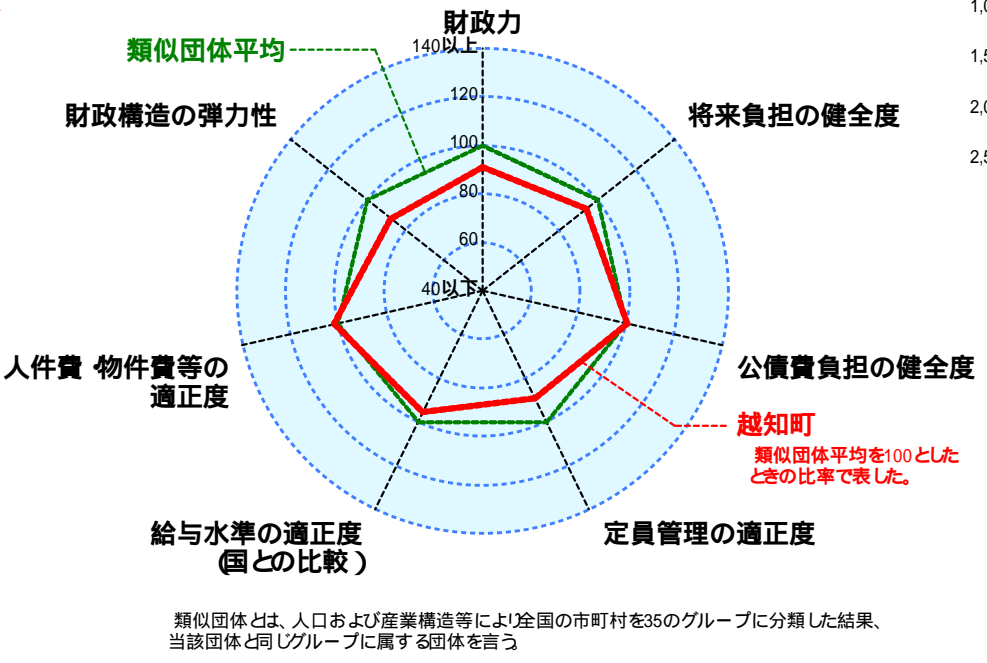 財政力
140以上
類似団体平均
120
財政構造の弾力性
将来負担の健全度
100
80
60
40以下
人件費・物件費等の
適正度
公債費負担の健全度
越知町
類似団体平均を100とした
ときの比率で表した。
給与水準の適正度
(国との比較)
定員管理の適正度
類似団体とは、人口および産業構造等により全国の市町村を35のグループに分類した結果、
当該団体と同じグループに属する団体を言う。